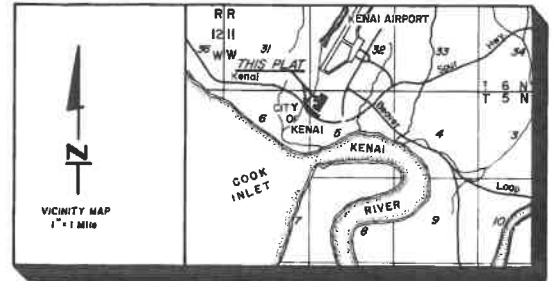 R R
KENAI AIRPORT
12 11
W W
36 31 32 33 34
THIS PLAT
Kenai
Spur Hwy.
T 6 N
T 5 N
Beaver
CITY OF KENAI
6 5 4 3
KENAI
COOK INLET
Loop
RIVER
7 8 9 10
N
VICINITY MAP
1" = 1 Mile